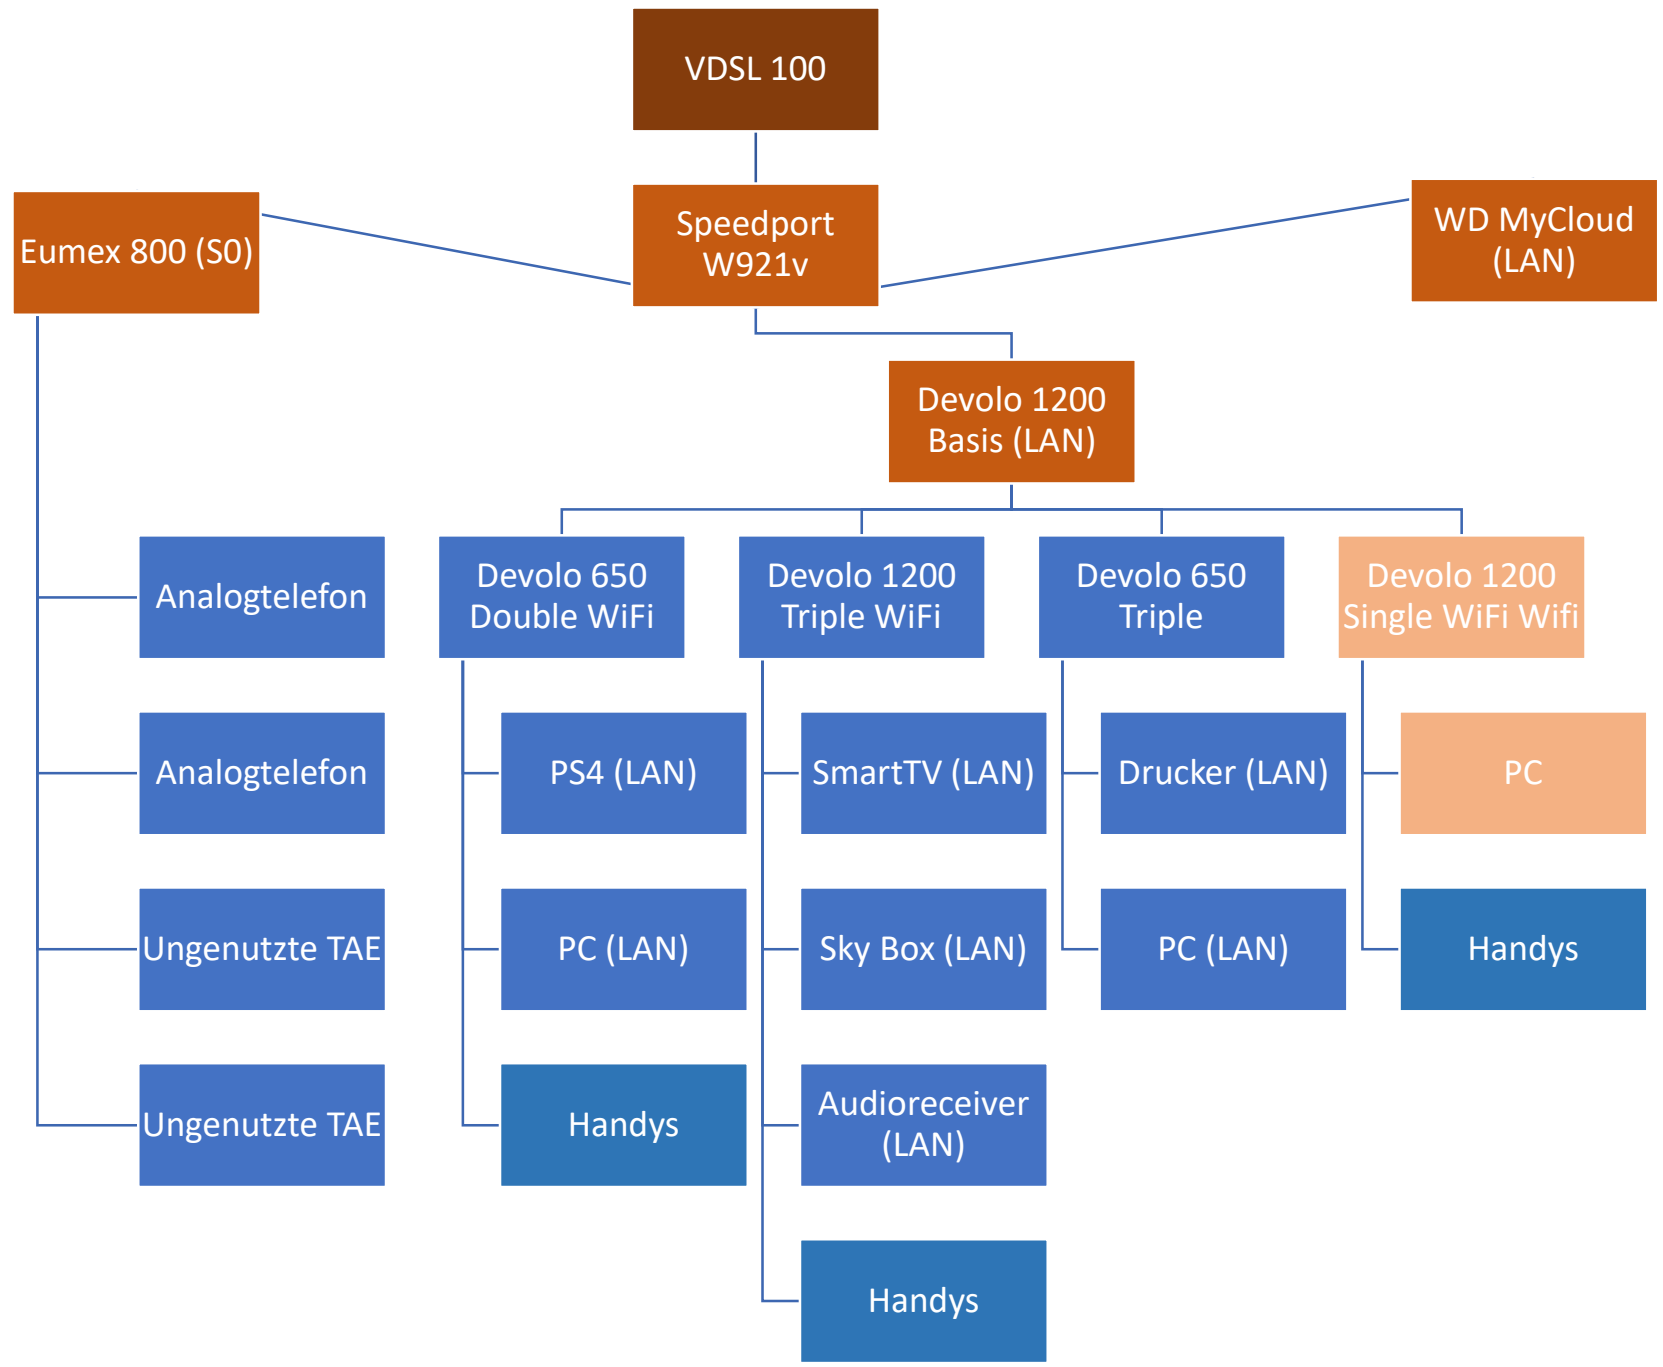 VDSL 100
Eumex 800 (S0)
Speedport
W921v
WD MyCloud
(LAN)
Devolo 1200
Basis (LAN)
Analogtelefon
Devolo 650
Double WiFi
Devolo 1200
Triple WiFi
Devolo 650
Triple
Devolo 1200
Single WiFi Wifi
Analogtelefon
PS4 (LAN)
SmartTV (LAN)
Drucker (LAN)
PC
Ungenutzte TAE
PC (LAN)
Sky Box (LAN)
PC (LAN)
Handys
Ungenutzte TAE
Handys
Audioreceiver
(LAN)
Handys